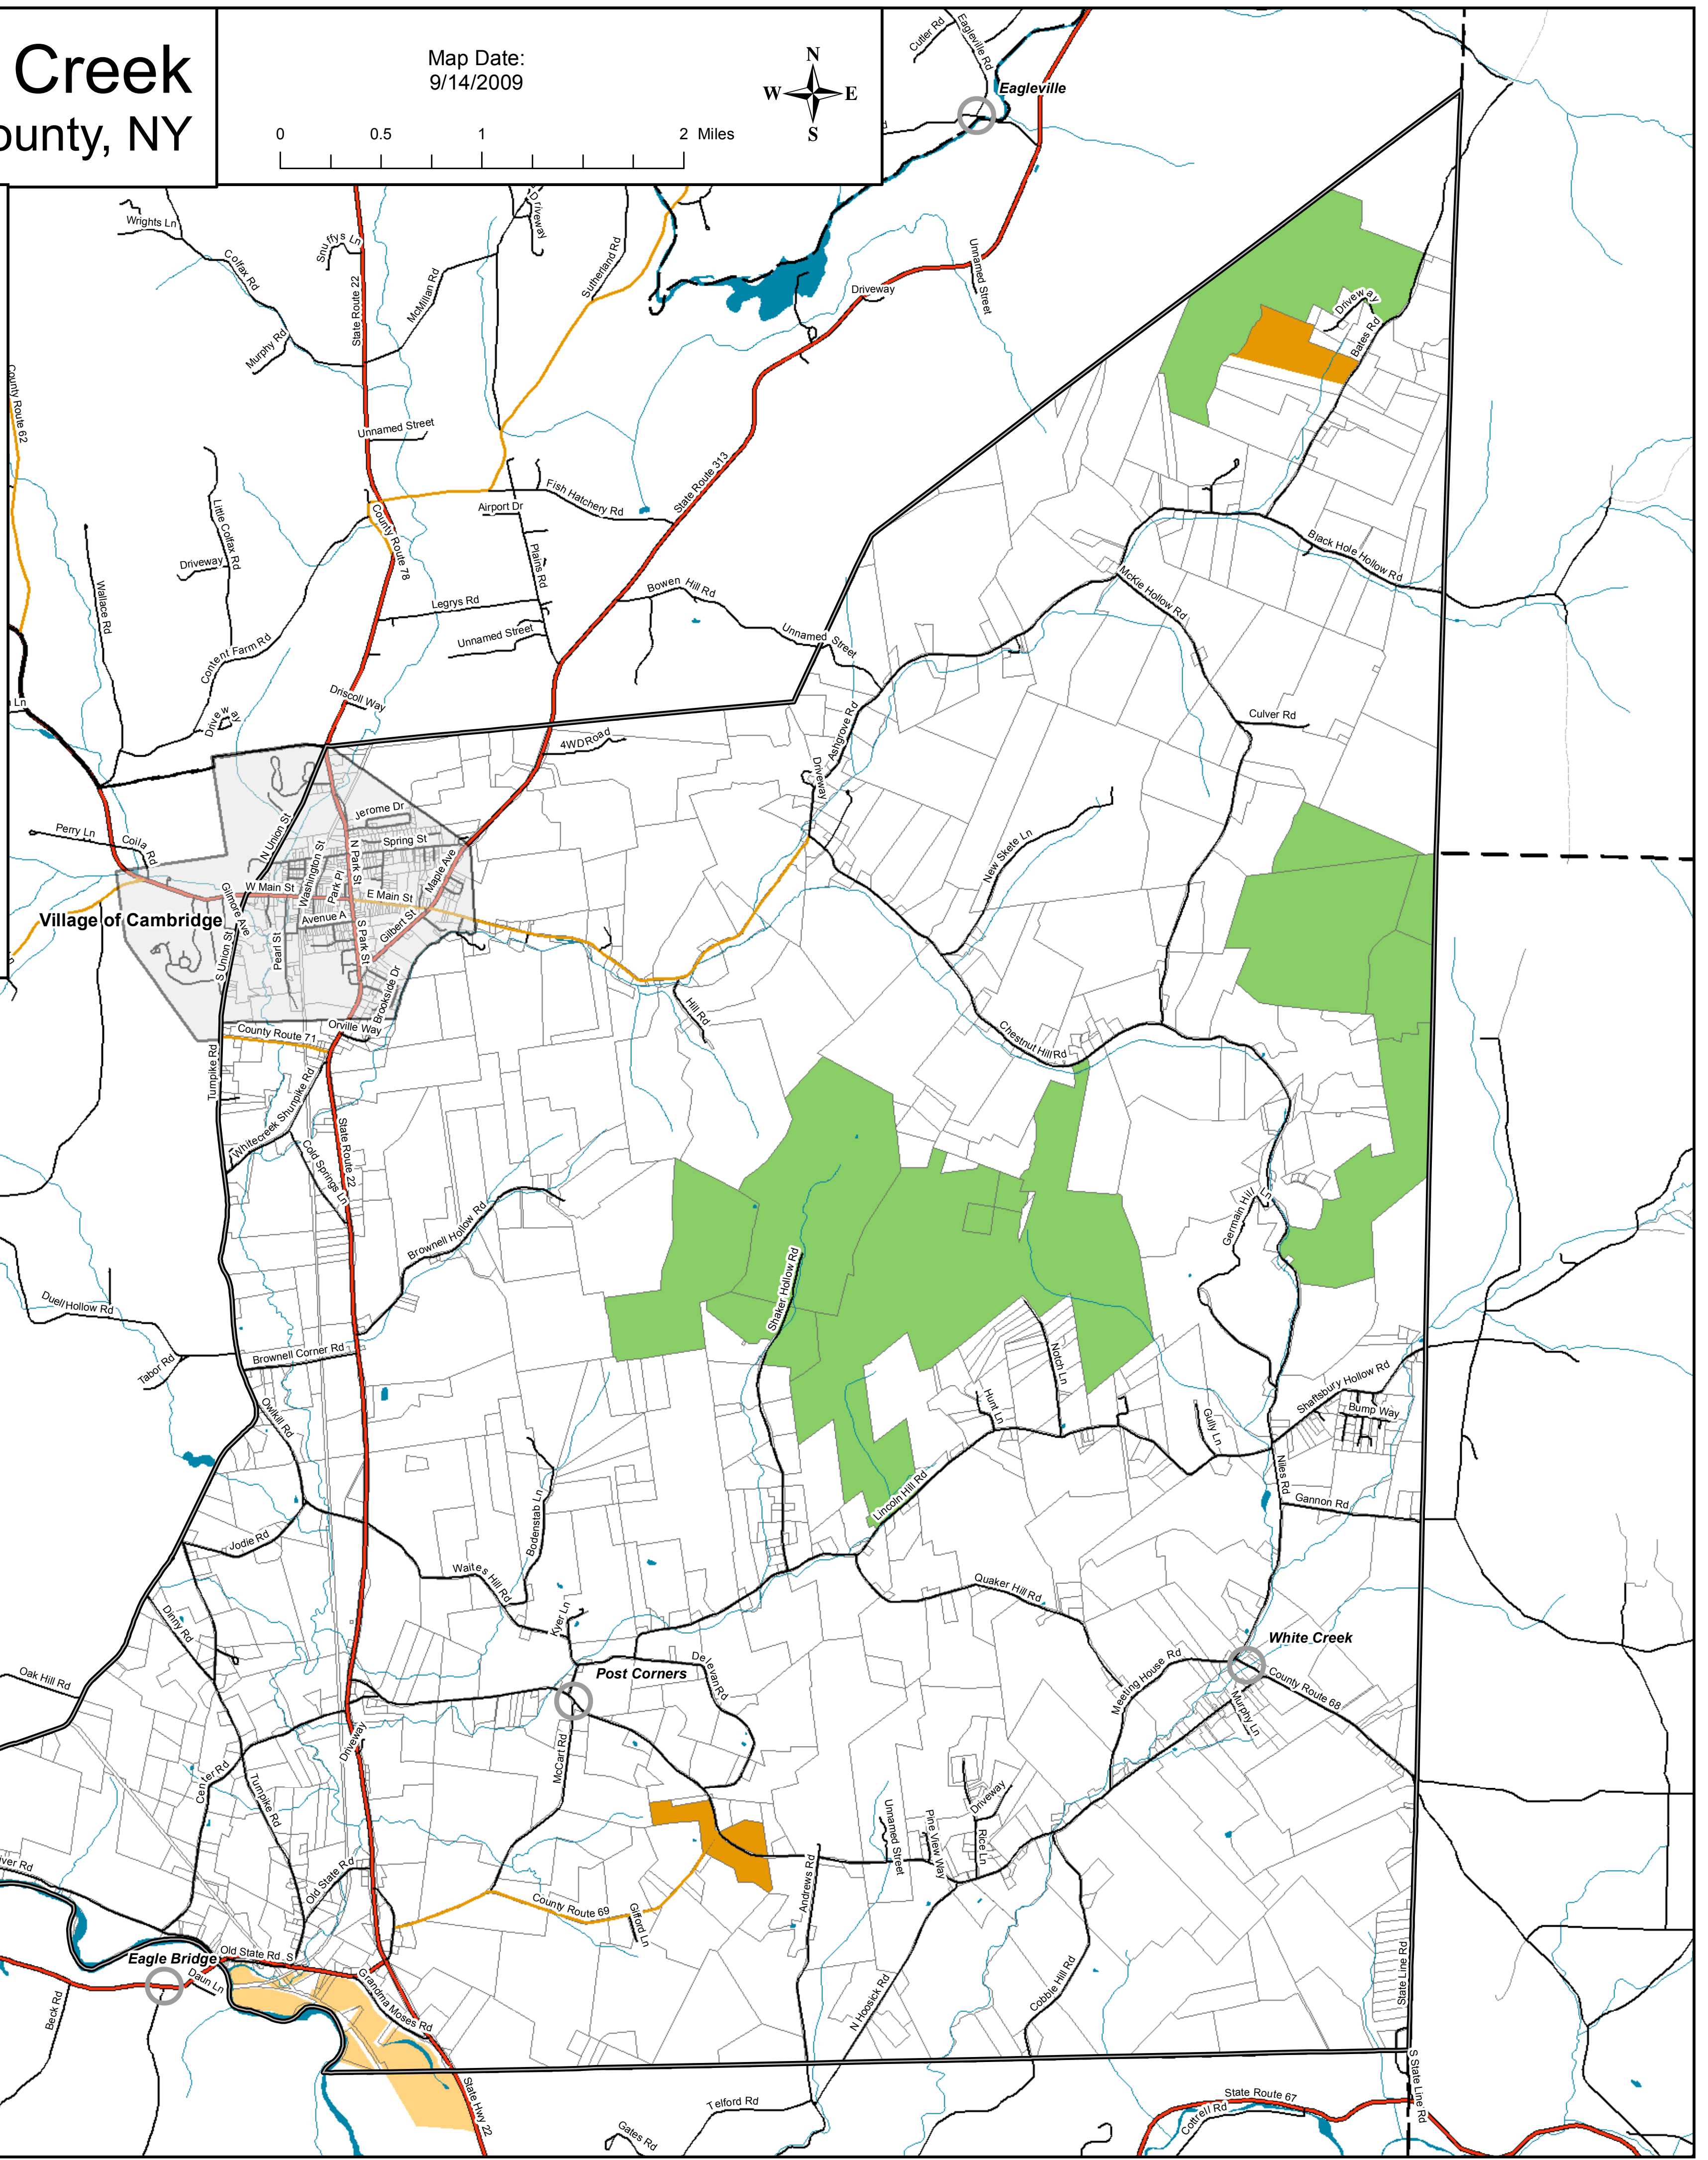 Creek
ounty, NY
Map Date:
9/14/2009
N
W E
S
0 0.5 1 2 Miles
Cutler Rd
Eagleville Rd
Eagleville
Wrights Ln
Snuffys Ln
Colfax Rd
McMillan Rd
Driveway
Sutherland Rd
State Route 22
Murphy Rd
Driveway
Unnamed Street
Driveway
Bates Rd
County Route 62
Unnamed Street
Little Colfax Rd
Airport Dr
Fish Hatchery Rd
State Route 313
County Route 78
Driveway
Plains Rd
Wallace Rd
Legrys Rd
Bowen Hill Rd
Unnamed Street
Unnamed Street
Content Farm Rd
Black Hole Hollow Rd
McKie Hollow Rd
Ln
Driveway
Driscoll Way
4WD Road
Ashgrove Rd
Driveway
Culver Rd
Perry Ln
Coila Rd
N Union St
Jerome Dr
Spring St
Washington St
N Park St
Park Pl
Maple Ave
W Main St
E Main St
Gilmore Ave
Avenue A
Village of Cambridge
Gilbert St
S Park St
Pearl St
S Union St
Brookside Dr
New Skete Ln
County Route 71
Orville Way
Hill Rd
Chestnut Hill Rd
Turnpike Rd
Whitecreek Shunpike Rd
Cold Springs Ln
State Route 22
Brownell Hollow Rd
Germain Hill Ln
Shaker Hollow Rd
Duel Hollow Rd
Tabor Rd
Brownell Corner Rd
Owlkill Rd
Notch Ln
Hunt Ln
Gully Ln
Shaftsbury Hollow Rd
Bump Way
Niles Rd
Gannon Rd
Lincoln Hill Rd
Bodenstab Ln
Jodie Rd
Waites Hill Rd
Kyer Ln
Quaker Hill Rd
Dinny Rd
Oak Hill Rd
Post Corners
Delevan Rd
White Creek
Meeting House Rd
County Route 68
Murphy Ln
Driveway
McCart Rd
Center Rd
Turnpike Rd
Driveway
Rice Ln
Unnamed Street
Pine View Way
Old State Rd
Andrews Rd
County Route 69
Gifford Ln
ver Rd
Eagle Bridge
Old State Rd S
Daun Ln
Grandma Moses Rd
Beck Rd
N Hoosick Rd
Cobble Hill Rd
State Line Rd
S State Line Rd
State Hwy 22
Telford Rd
Gates Rd
State Route 67
Cottrell Rd